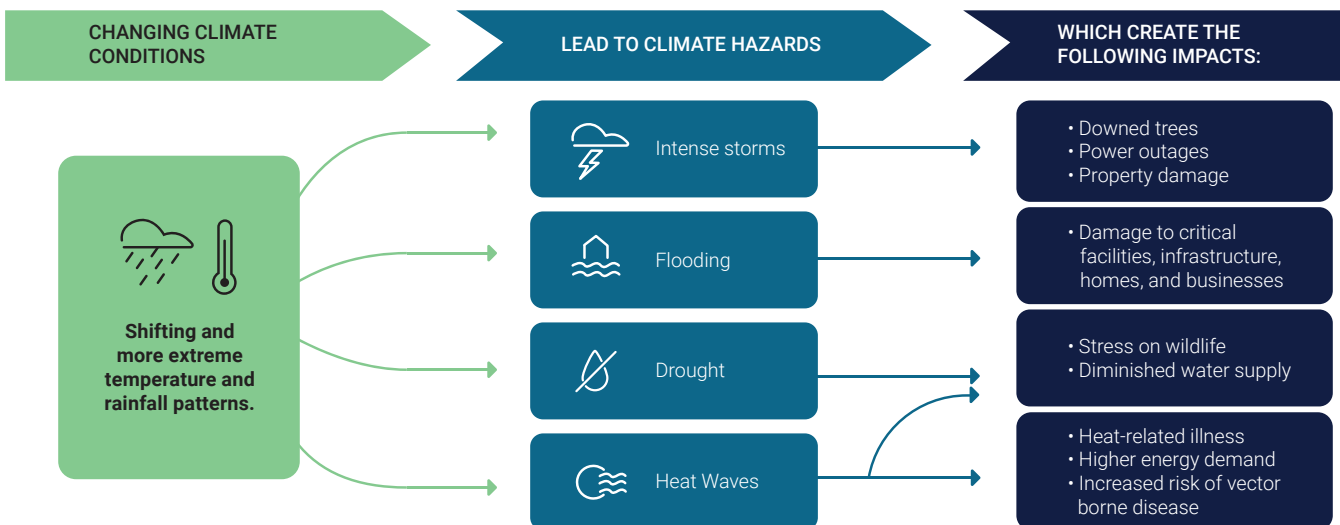 CHANGING CLIMATE
CONDITIONS
LEAD TO CLIMATE HAZARDS
WHICH CREATE THE
FOLLOWING IMPACTS:
Shifting and
more extreme
temperature and
rainfall patterns.
Intense storms
Flooding
Drought
Heat Waves
• Downed trees
• Power outages
• Property damage
• Damage to critical
facilities, infrastructure,
homes, and businesses
• Stress on wildlife
• Diminished water supply
• Heat-related illness
• Higher energy demand
• Increased risk of vector
borne disease